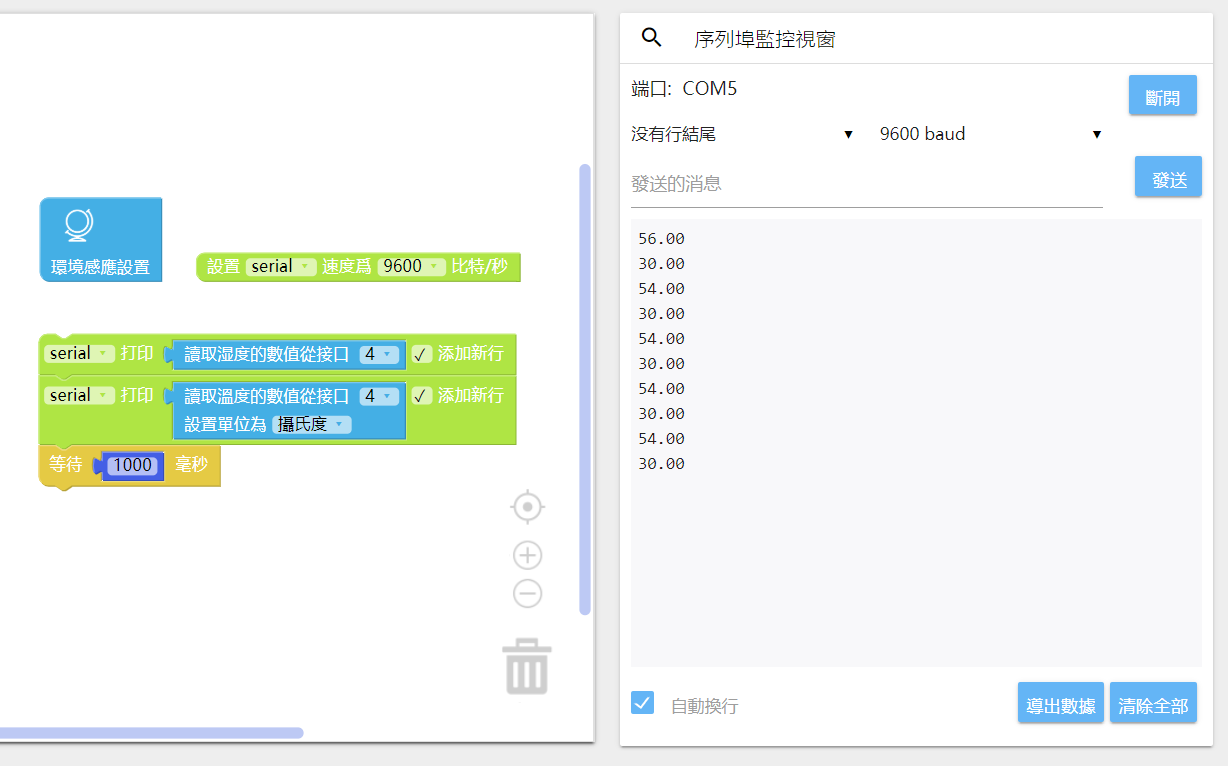 環境感應設置
設置 serial 速度爲 9600 比特/秒
serial 打印 讀取湿度的數值從接口 4 ✓ 添加新行
serial 打印 讀取溫度的數值從接口 4 ✓ 添加新行
設置單位為 攝氏度
等待 1000 毫秒
序列埠監控視窗
端口: COM5
斷開
没有行結尾 9600 baud
發送的消息
發送
56.00
30.00
54.00
30.00
54.00
30.00
54.00
30.00
54.00
30.00
自動換行
導出數據 清除全部